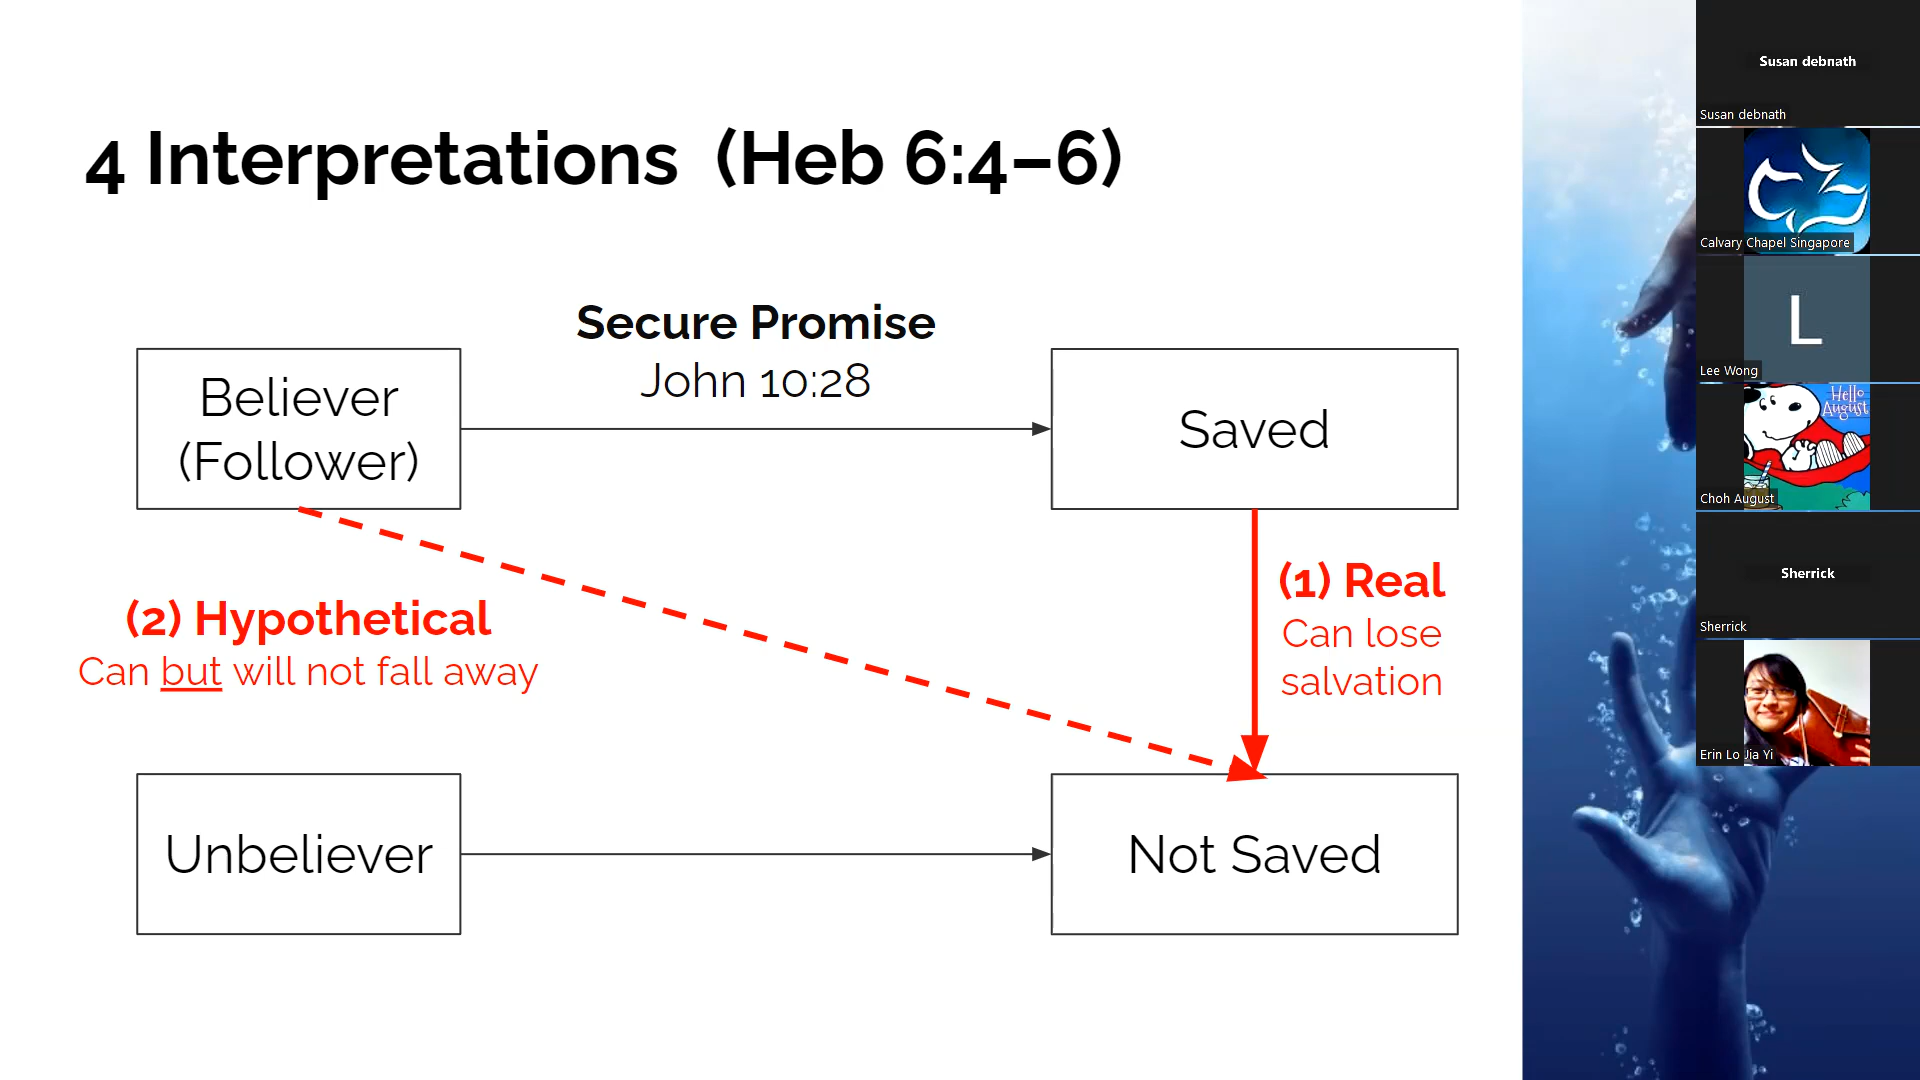 4 Interpretations (Heb 6:4–6)
Secure Promise
John 10:28
Believer
(Follower)
Saved
(1) Real
Can lose
salvation
(2) Hypothetical
Can but will not fall away
Unbeliever
Not Saved
Susan debnath
Susan debnath
Calvary Chapel Singapore
L
Lee Wong
Hello
August
Choh August
Sherrick
Sherrick
Erin Lo Jia Yi